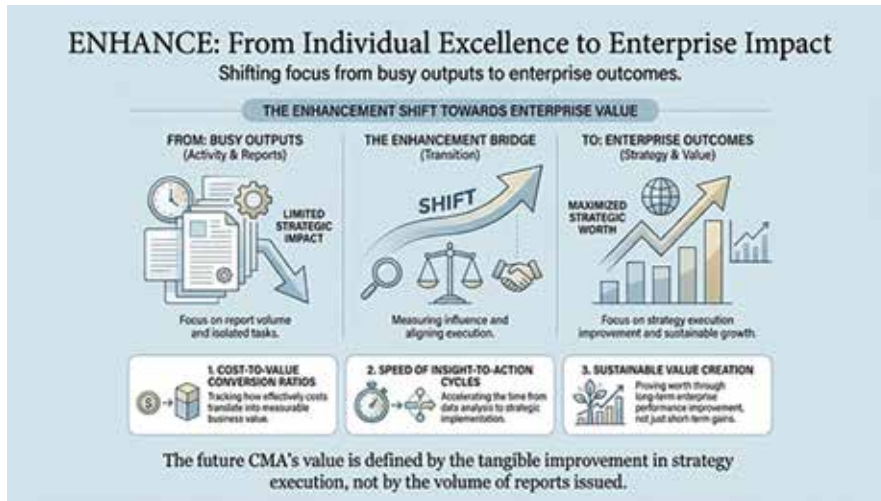 ENHANCE: From Individual Excellence to Enterprise Impact
Shifting focus from busy outputs to enterprise outcomes.
THE ENHANCEMENT SHIFT TOWARDS ENTERPRISE VALUE
FROM: BUSY OUTPUTS
(Activity & Reports)
LIMITED
STRATEGIC
IMPACT
Focus on report volume
and isolated tasks.
THE ENHANCEMENT BRIDGE
(Transition)
SHIFT
Measuring influence and
aligning execution.
TO: ENTERPRISE OUTCOMES
(Strategy & Value)
MAXIMIZED
STRATEGIC
WORTH
Focus on strategy execution
improvement and sustainable growth.
1. COST-TO-VALUE
CONVERSION RATIOS
Tracking how effectively costs
translate into measurable
business value.
$
2. SPEED OF INSIGHT-TO-ACTION
CYCLES
Accelerating the time from
data analysis to strategic
implementation.
3. SUSTAINABLE VALUE CREATION
Proving worth through
long-term enterprise
performance improvement,
not just short-term gains.
The future CMA's value is defined by the tangible improvement in strategy
execution, not by the volume of reports issued.